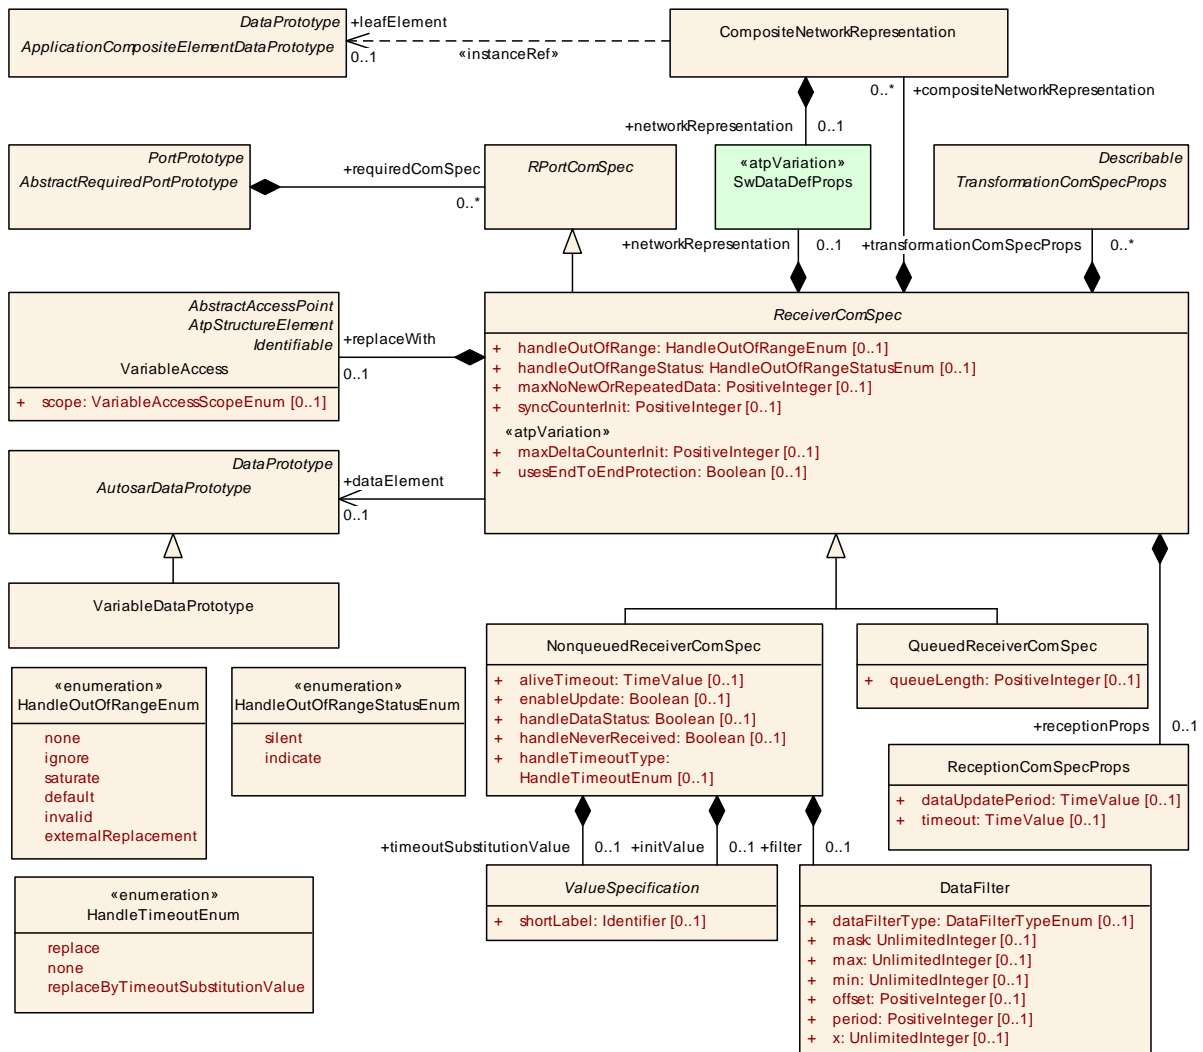 DataPrototype
ApplicationCompositeElementDataPrototype
+leafElement
0..1
«instanceRef»
CompositeNetworkRepresentation
0..*
+compositeNetworkRepresentation
+networkRepresentation
0..1
PortPrototype
AbstractRequiredPortPrototype
+requiredComSpec
0..*
RPortComSpec
«atpVariation»
SwDataDefProps
Describable
TransformationComSpecProps
+networkRepresentation
0..1
+transformationComSpecProps
0..*
AbstractAccessPoint
AtpStructureElement
Identifiable
VariableAccess
+ scope: VariableAccessScopeEnum [0..1]
+replaceWith
0..1
ReceiverComSpec
+ handleOutOfRange: HandleOutOfRangeEnum [0..1]
+ handleOutOfRangeStatus: HandleOutOfRangeStatusEnum [0..1]
+ maxNoNewOrRepeatedData: PositiveInteger [0..1]
+ syncCounterInit: PositiveInteger [0..1]
«atpVariation»
+ maxDeltaCounterInit: PositiveInteger [0..1]
+ usesEndToEndProtection: Boolean [0..1]
DataPrototype
AutosarDataPrototype
+dataElement
0..1
VariableDataPrototype
NonqueuedReceiverComSpec
+ aliveTimeout: TimeValue [0..1]
+ enableUpdate: Boolean [0..1]
+ handleDataStatus: Boolean [0..1]
+ handleNeverReceived: Boolean [0..1]
+ handleTimeoutType:
HandleTimeoutEnum [0..1]
QueuedReceiverComSpec
+ queueLength: PositiveInteger [0..1]
+receptionProps
0..1
ReceptionComSpecProps
+ dataUpdatePeriod: TimeValue [0..1]
+ timeout: TimeValue [0..1]
«enumeration»
HandleOutOfRangeEnum
none
ignore
saturate
default
invalid
externalReplacement
«enumeration»
HandleOutOfRangeStatusEnum
silent
indicate
+timeoutSubstitutionValue
0..1
+initValue
0..1
+filter
0..1
«enumeration»
HandleTimeoutEnum
replace
none
replaceByTimeoutSubstitutionValue
ValueSpecification
+ shortLabel: Identifier [0..1]
DataFilter
+ dataFilterType: DataFilterTypeEnum [0..1]
+ mask: UnlimitedInteger [0..1]
+ max: UnlimitedInteger [0..1]
+ min: UnlimitedInteger [0..1]
+ offset: PositiveInteger [0..1]
+ period: PositiveInteger [0..1]
+ x: UnlimitedInteger [0..1]